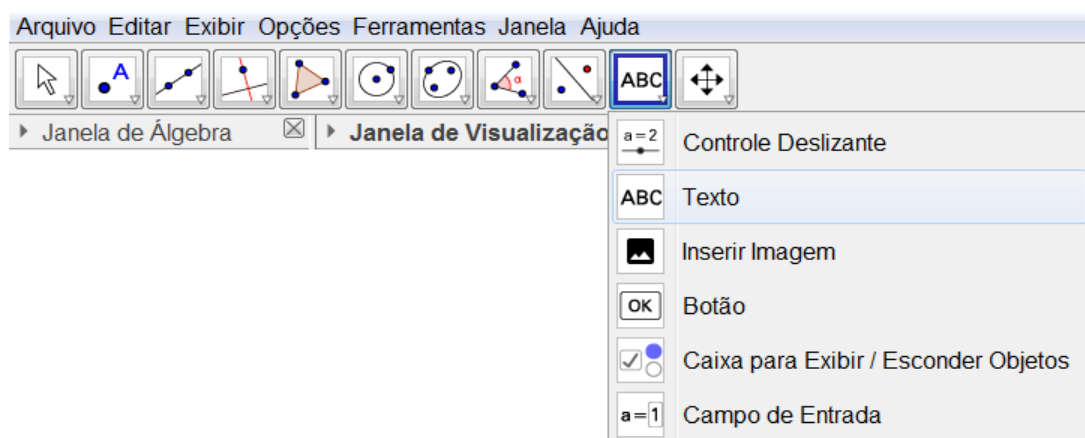 Arquivo Editar Exibir Opções Ferramentas Janela Ajuda
A α ABC
Janela de Álgebra Janela de Visualização
a=2 Controle Deslizante
ABC Texto
Inserir Imagem
OK Botão
Caixa para Exibir / Esconder Objetos
a=1 Campo de Entrada